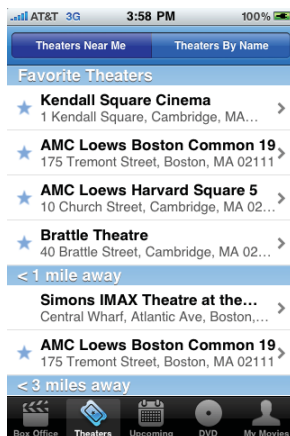 AT&T 3G 3:58 PM 100%
Theaters Near Me Theaters By Name
Favorite Theaters
Kendall Square Cinema
1 Kendall Square, Cambridge, MA...
AMC Loews Boston Common 19
175 Tremont Street, Boston, MA 02111
AMC Loews Harvard Square 5
10 Church Street, Cambridge, MA 02...
Brattle Theatre
40 Brattle Street, Cambridge, MA 02...
< 1 mile away
Simons IMAX Theatre at the...
Central Wharf, Atlantic Ave, Boston,...
AMC Loews Boston Common 19
175 Tremont Street, Boston, MA 02111
< 3 miles away
Box Office Theaters Upcoming DVD My Movies